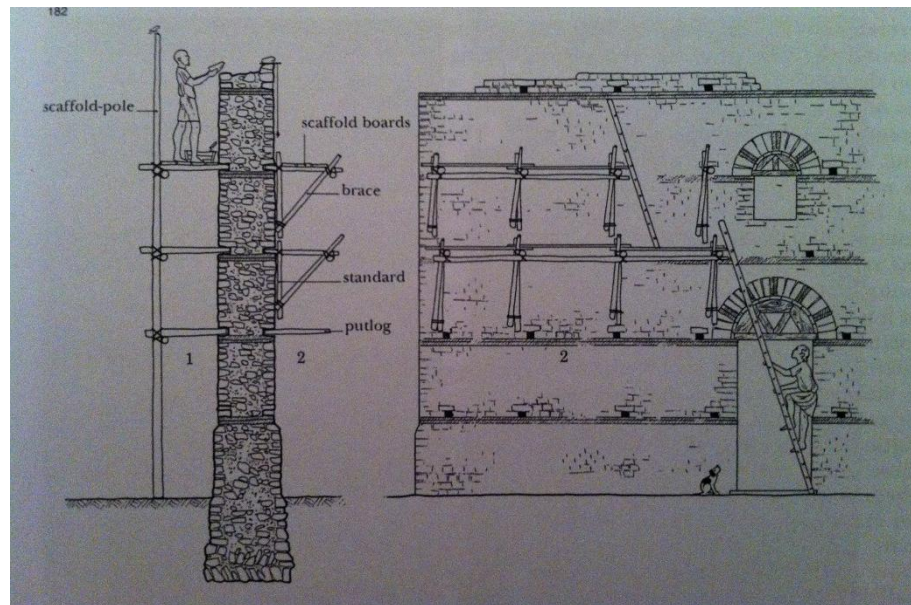 182
scaffold-pole
scaffold boards
brace
standard
putlog
1
2
2